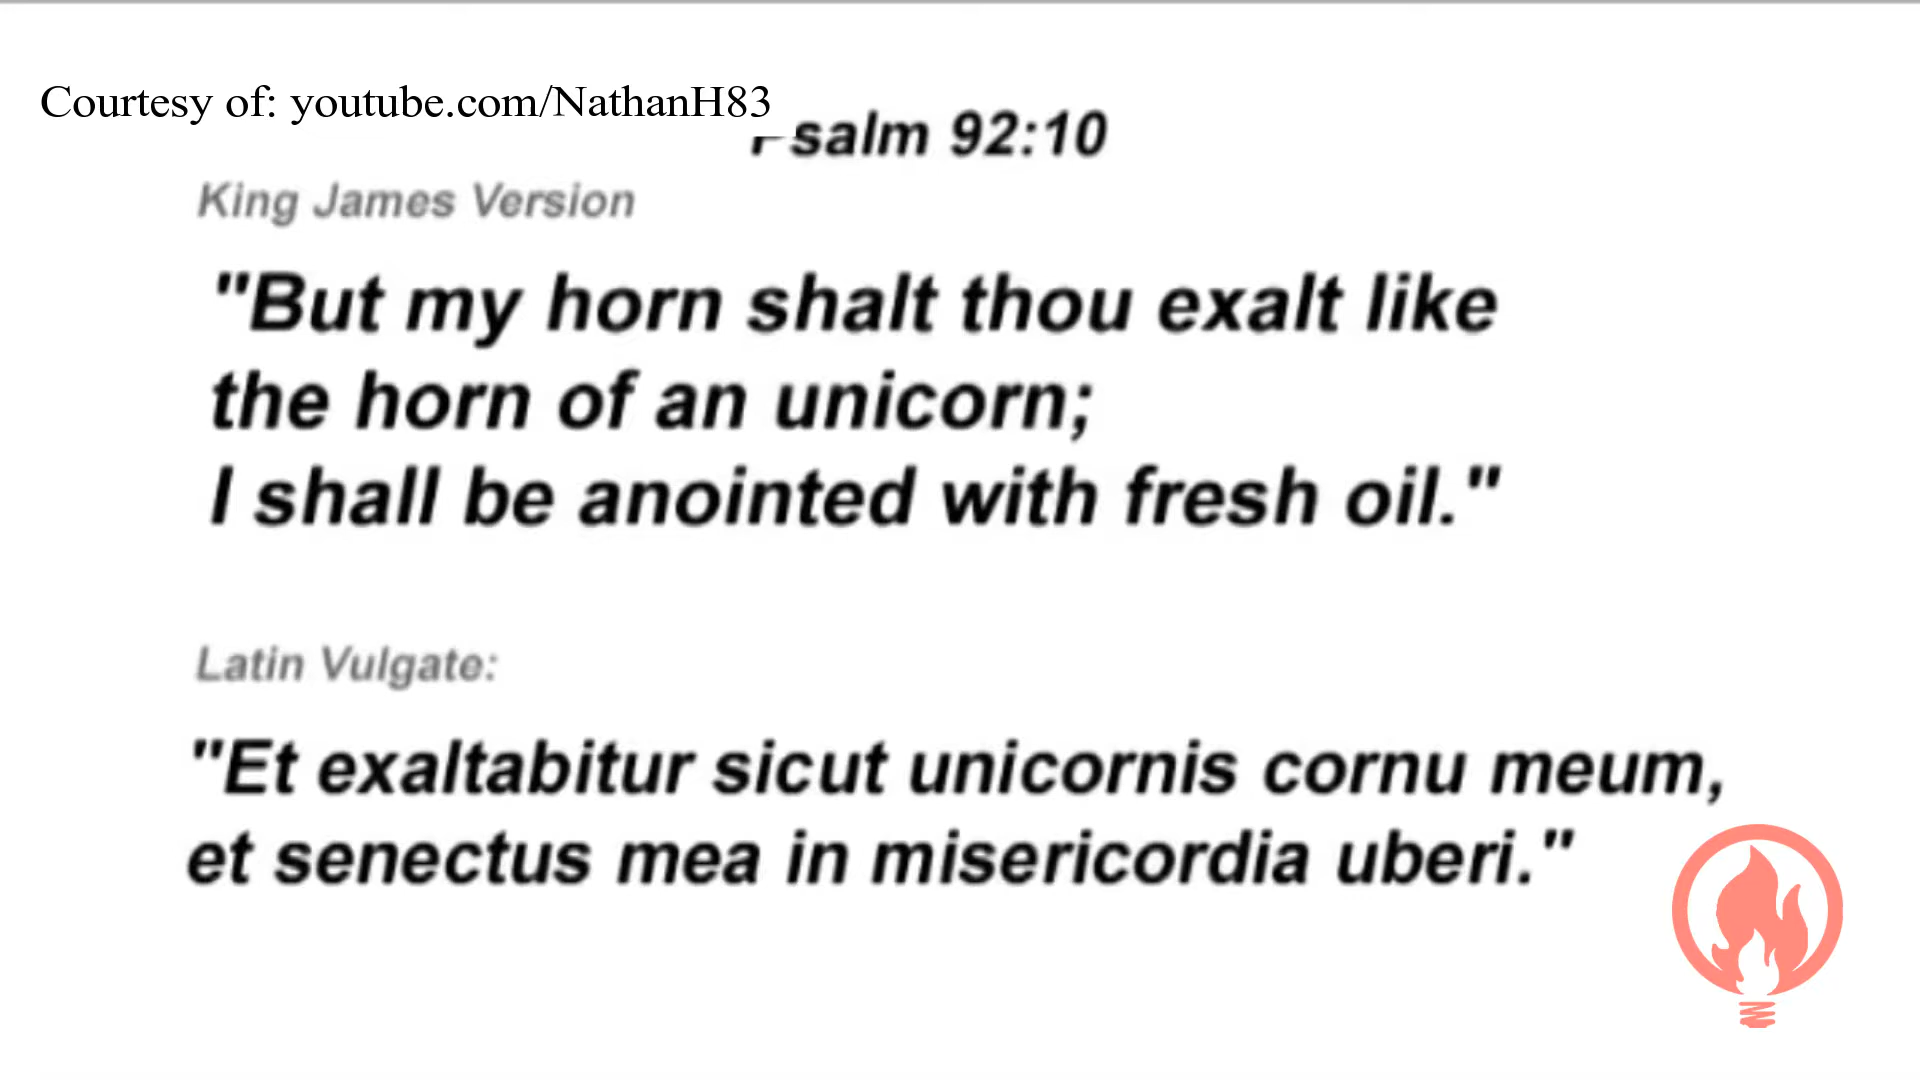 Courtesy of: youtube.com/NathanH83
Psalm 92:10
King James Version
"But my horn shalt thou exalt like
the horn of an unicorn;
I shall be anointed with fresh oil."
Latin Vulgate:
"Et exaltabitur sicut unicornis cornu meum,
et senectus mea in misericordia uberi."